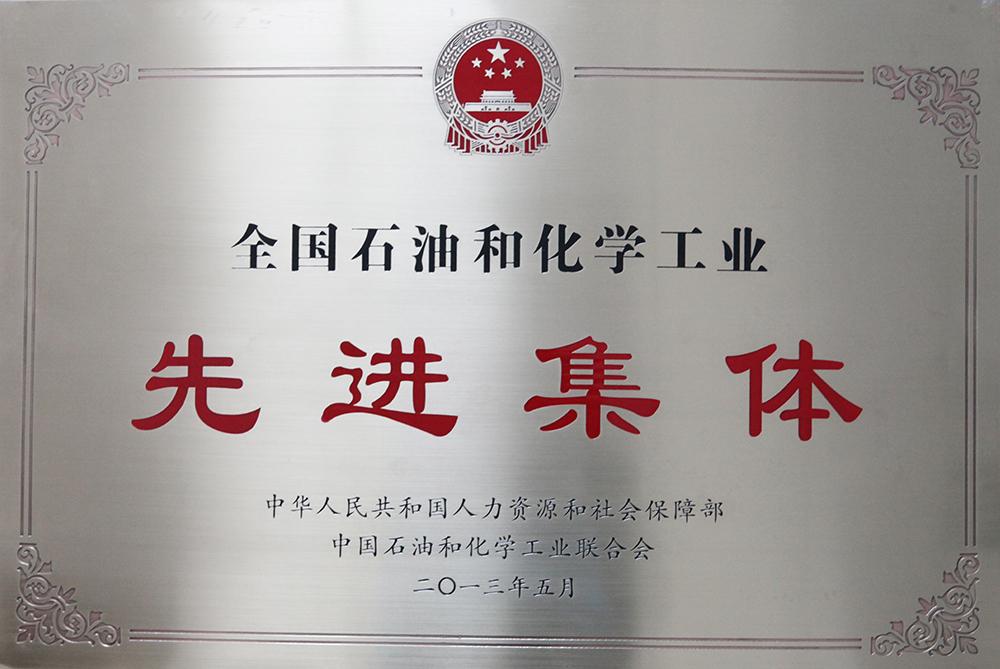 全国石油和化学工业
先进集体
中华人民共和国人力资源和社会保障部
中国石油和化学工业联合会
二〇一三年五月